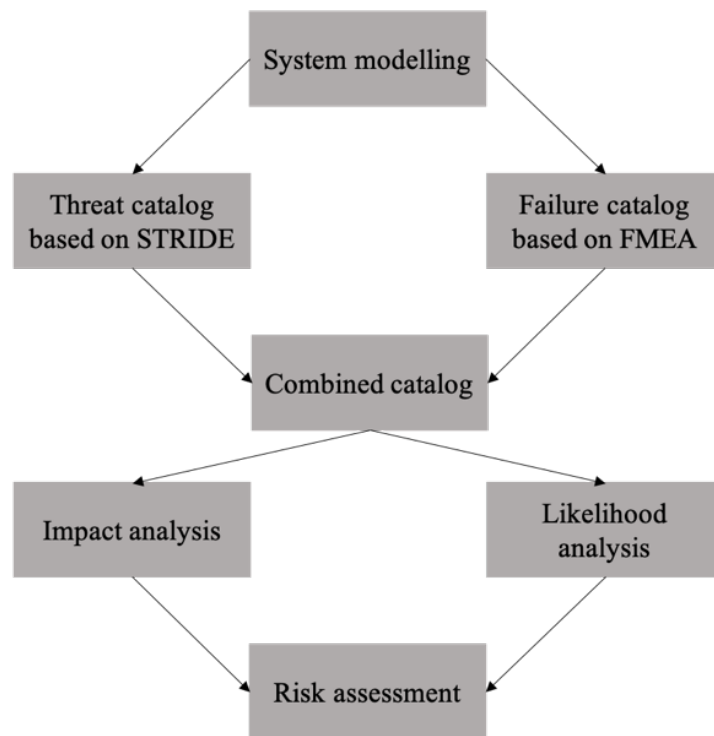 System modelling
Threat catalog
based on STRIDE
Failure catalog
based on FMEA
Combined catalog
Impact analysis
Likelihood
analysis
Risk assessment